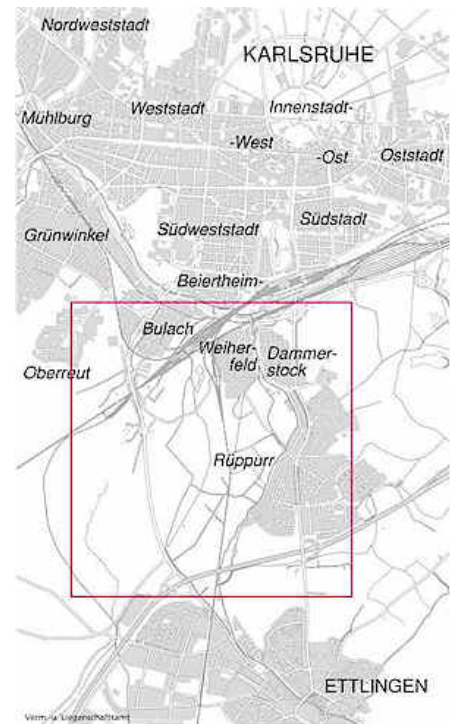 Nordweststadt
KARLSRUHE
Weststadt
Innenstadt-
Mühlburg
-West
-Ost
Oststadt
Südweststadt
Südstadt
Grünwinkel
Beiertheim-
Bulach
Weiher-
feld
Dammer-
stock
Oberreut
Rüppurr
ETTLINGEN
Verm.-u. Liegenschaftsamt